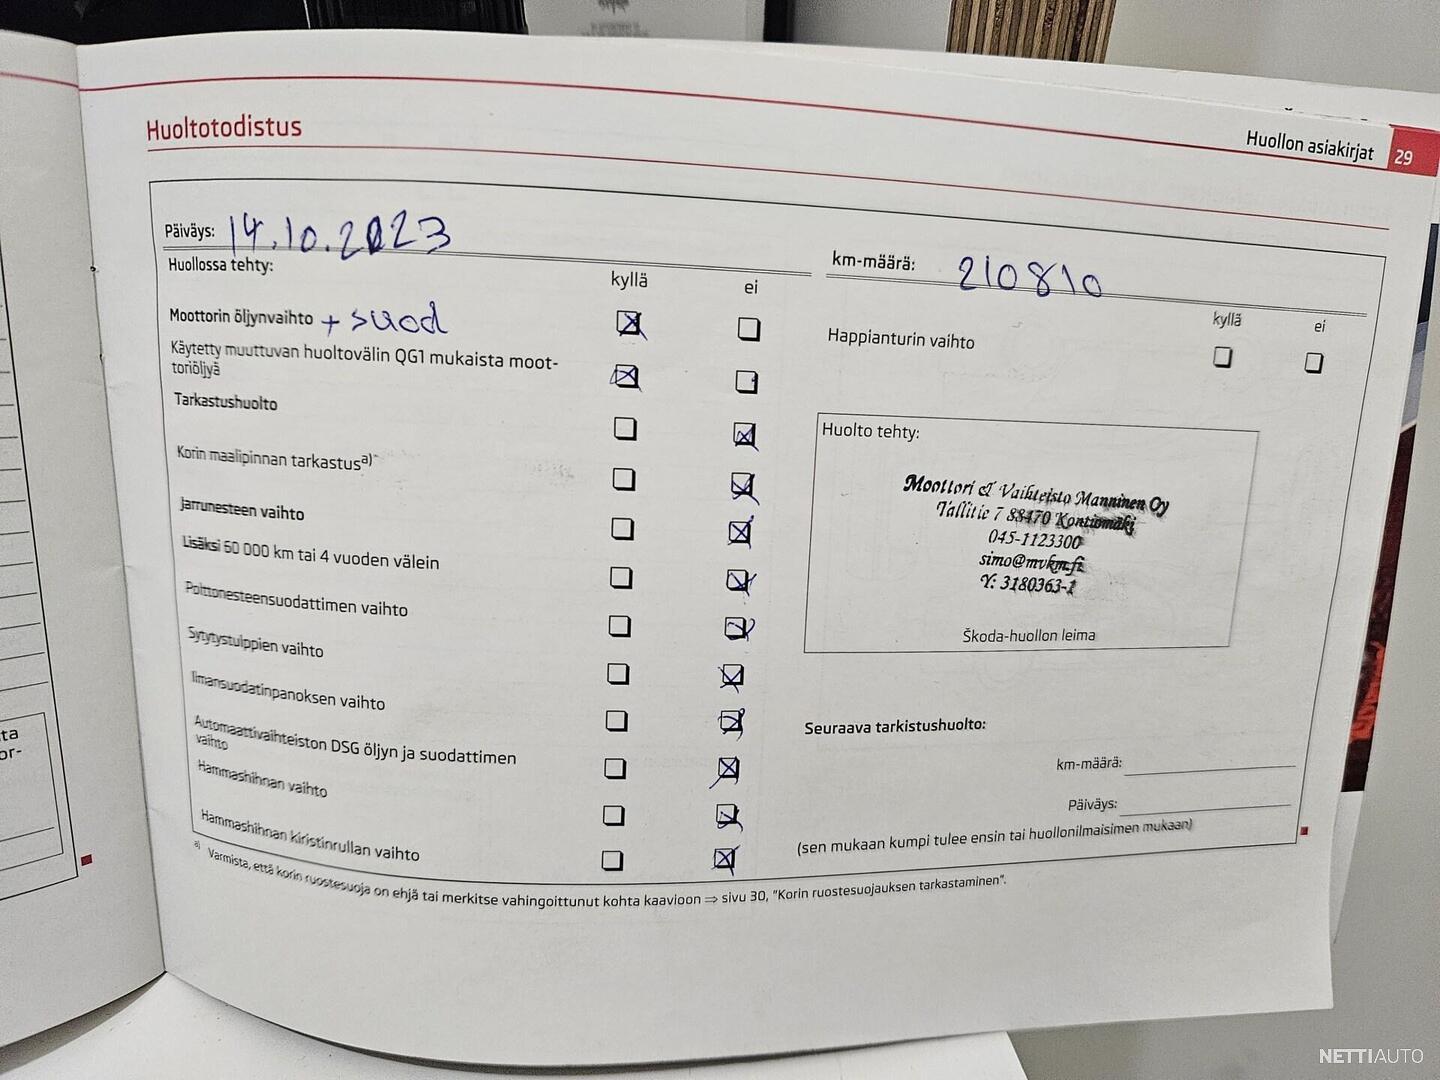 Huoltotodistus
Huollon asiakirjat 29
Päiväys: 14.10.2023
km-määrä: 210810
Huollossa tehty:
kyllä ei
Moottorin öljynvaihto + suod
Käytetty muuttuvan huoltovälin QG1 mukaista moot-
toriöljyä
Tarkastushuolto
Korin maalipinnan tarkastusa)
Jarrunesteen vaihto
Lisäksi 60 000 km tai 4 vuoden välein
Polttonesteensuodattimen vaihto
Sytytystulppien vaihto
Ilmansuodatinpanoksen vaihto
Automaattivaihteiston DSG öljyn ja suodattimen
vaihto
Hammashihnan vaihto
Hammashihnan kiristinrullan vaihto
kyllä ei
Happianturin vaihto
Huolto tehty:
Moottori & Vaihteisto Manninen Oy
Tallitie 7 88470 Kontiomäki
045-1123300
simo@mvkm.fi
Y: 3180363-1
Škoda-huollon leima
Seuraava tarkistushuolto:
km-määrä:
Päiväys:
(sen mukaan kumpi tulee ensin tai huollonilmaisimen mukaan)
a) Varmista, että korin ruostesuoja on ehjä tai merkitse vahingoittunut kohta kaavioon ⇒ sivu 30, "Korin ruostesuojauksen tarkastaminen".
ta
or-
NETTIAUTO